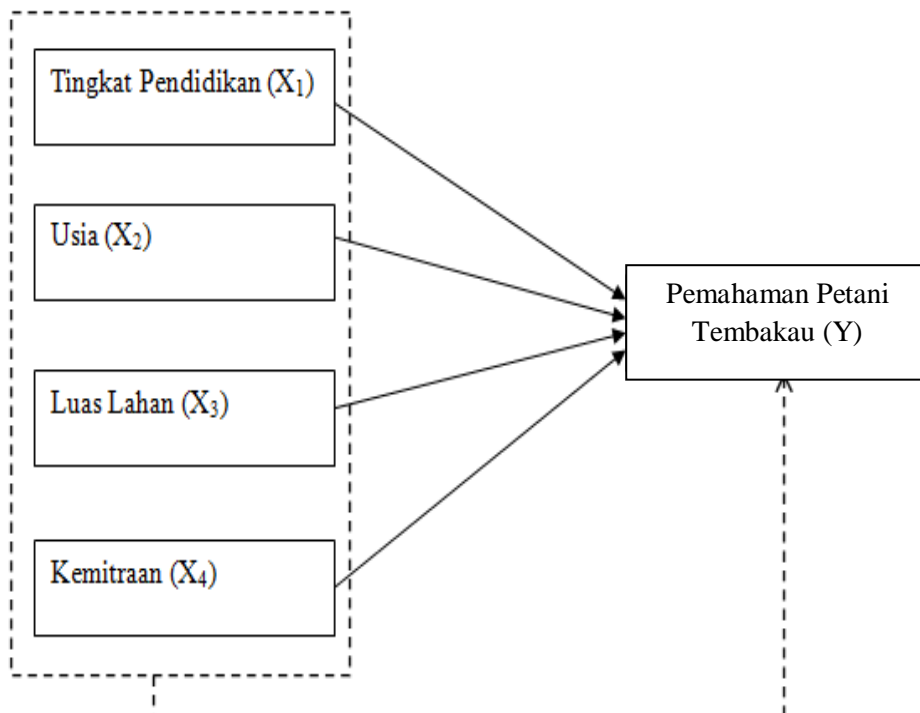 Tingkat Pendidikan (X₁)
Usia (X₂)
Luas Lahan (X₃)
Kemitraan (X₄)
Pemahaman Petani
Tembakau (Y)